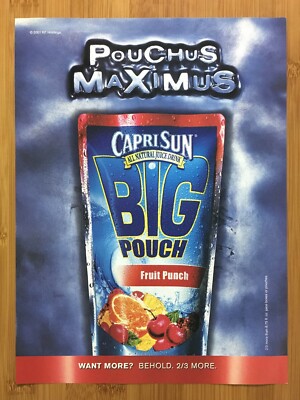 POUCHUS
MAXIMUS
CAPRI SUN
ALL NATURAL JUICE DRINK
BIG
POUCH
Fruit Punch
WANT MORE? BEHOLD. 2/3 MORE.